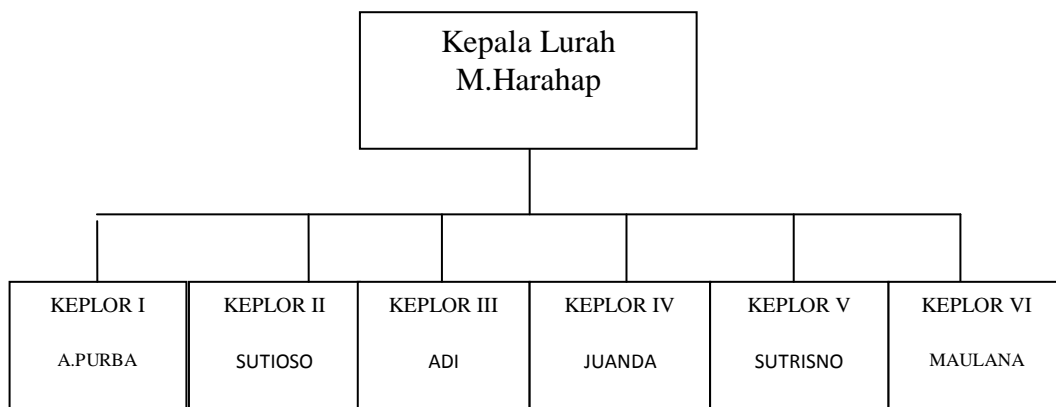 Kepala Lurah
M.Harahap
KEPLOR I
A.PURBA
KEPLOR II
SUTIOSO
KEPLOR III
ADI
KEPLOR IV
JUANDA
KEPLOR V
SUTRISNO
KEPLOR VI
MAULANA